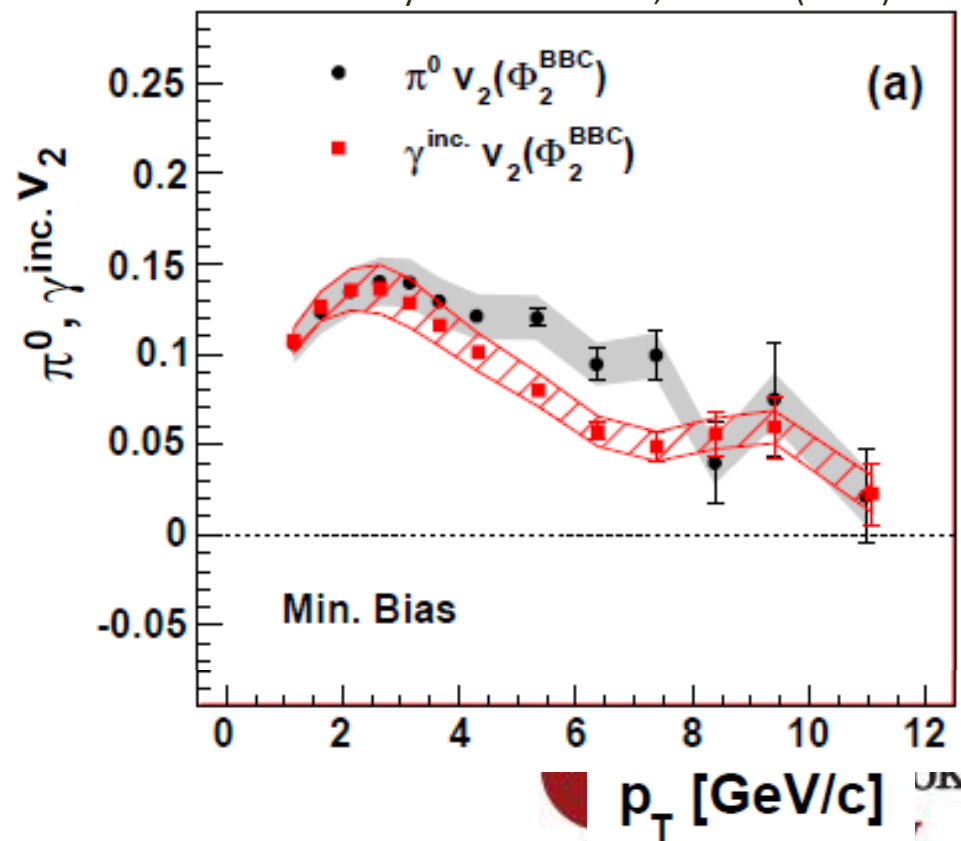 π⁰ v₂(Φ₂^BBC)
(a)
γ^inc. v₂(Φ₂^BBC)
π⁰, γ^inc. v₂
0.25
0.2
0.15
0.1
0.05
0
-0.05
Min. Bias
0 2 4 6 8 10 12
p_T [GeV/c]